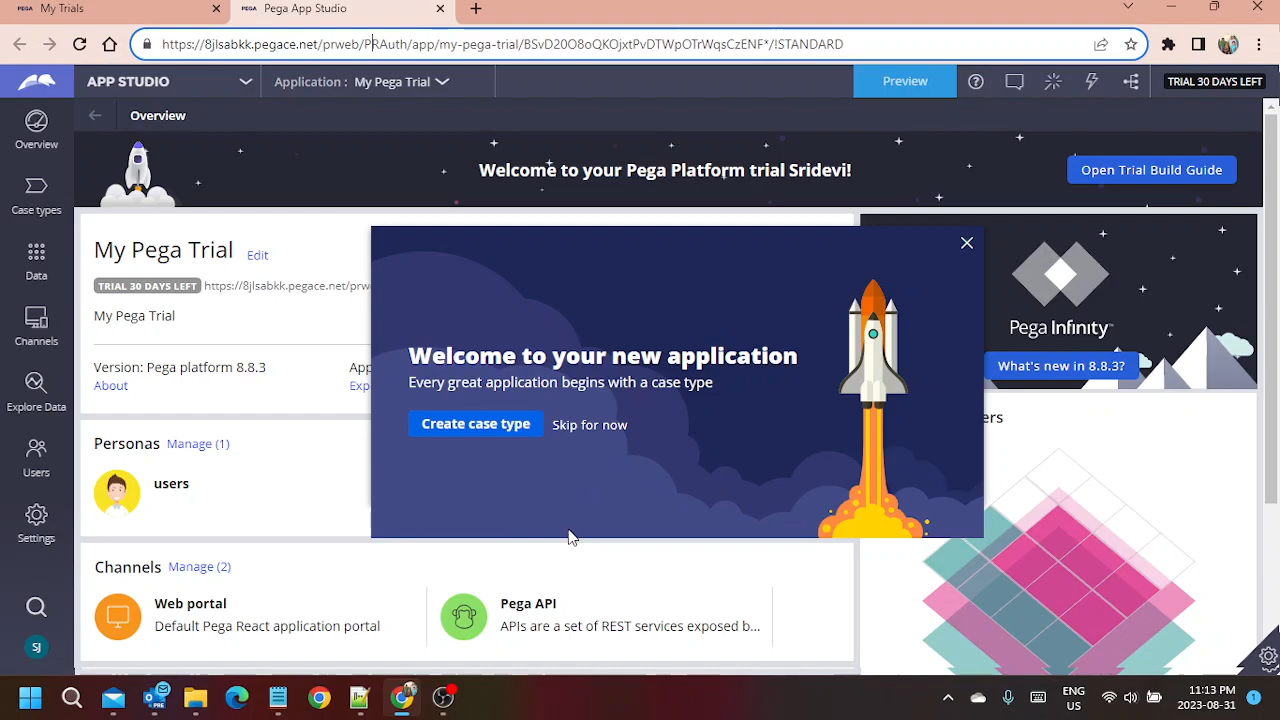 My Trials
Pega App Studio
https://8jlsabkk.pegace.net/prweb/PRAuth/app/my-pega-trial/BSvD20O8oQKOjxtPvDTWpOTrWqsCzENF*/!STANDARD
APP STUDIO
Application : My Pega Trial
Preview
TRIAL 30 DAYS LEFT
Overview
Overview
Welcome to your Pega Platform trial Sridevi!
Open Trial Build Guide
Case types
Data
Channels
Explore Data
Users
Settings
SJ
My Pega Trial Edit
TRIAL 30 DAYS LEFT https://8jlsabkk.pegace.net/prw
My Pega Trial
Version: Pega platform 8.8.3
App
About
Exp
Welcome to your new application
Every great application begins with a case type
Create case type
Skip for now
Pega Infinity™
What's new in 8.8.3?
ers
Personas Manage (1)
users
Channels Manage (2)
Web portal
Default Pega React application portal
Pega API
APIs are a set of REST services exposed b...
PRE
ENG
US
11:13 PM
2023-08-31
1